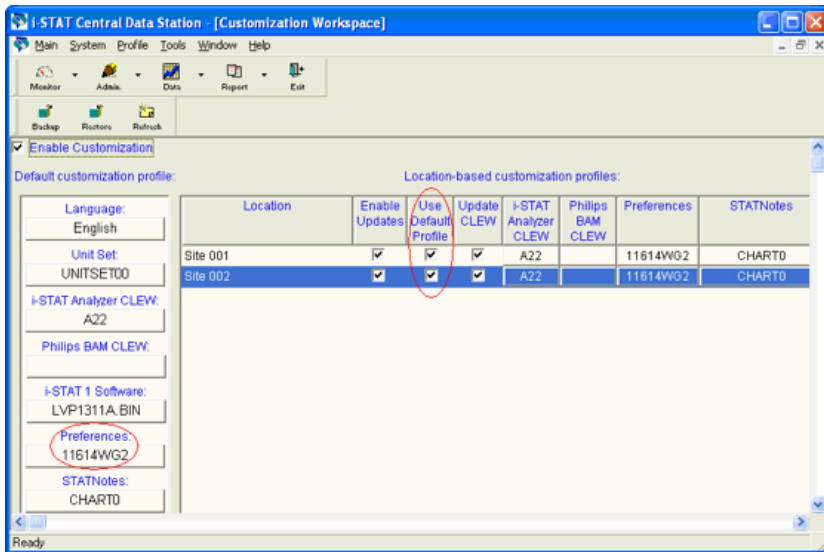 i-STAT Central Data Station - [Customization Workspace]
Main System Profile Tools Window Help
Monitor Admin. Data Report Exit
Backup Restore Refresh
Enable Customization
Default customization profile: Location-based customization profiles:
Language:
English
Unit Set:
UNITSET00
i-STAT Analyzer CLEW:
A22
Philips BAM CLEW:
i-STAT 1 Software:
LVP1311A.BIN
Preferences:
11614WG2
STATNotes:
CHART0
Location Enable Updates Use Default Profile Update CLEW i-STAT Analyzer CLEW Philips BAM CLEW Preferences STATNotes
Site 001 A22 11614WG2 CHART0
Site 002 A22 11614WG2 CHART0
Ready